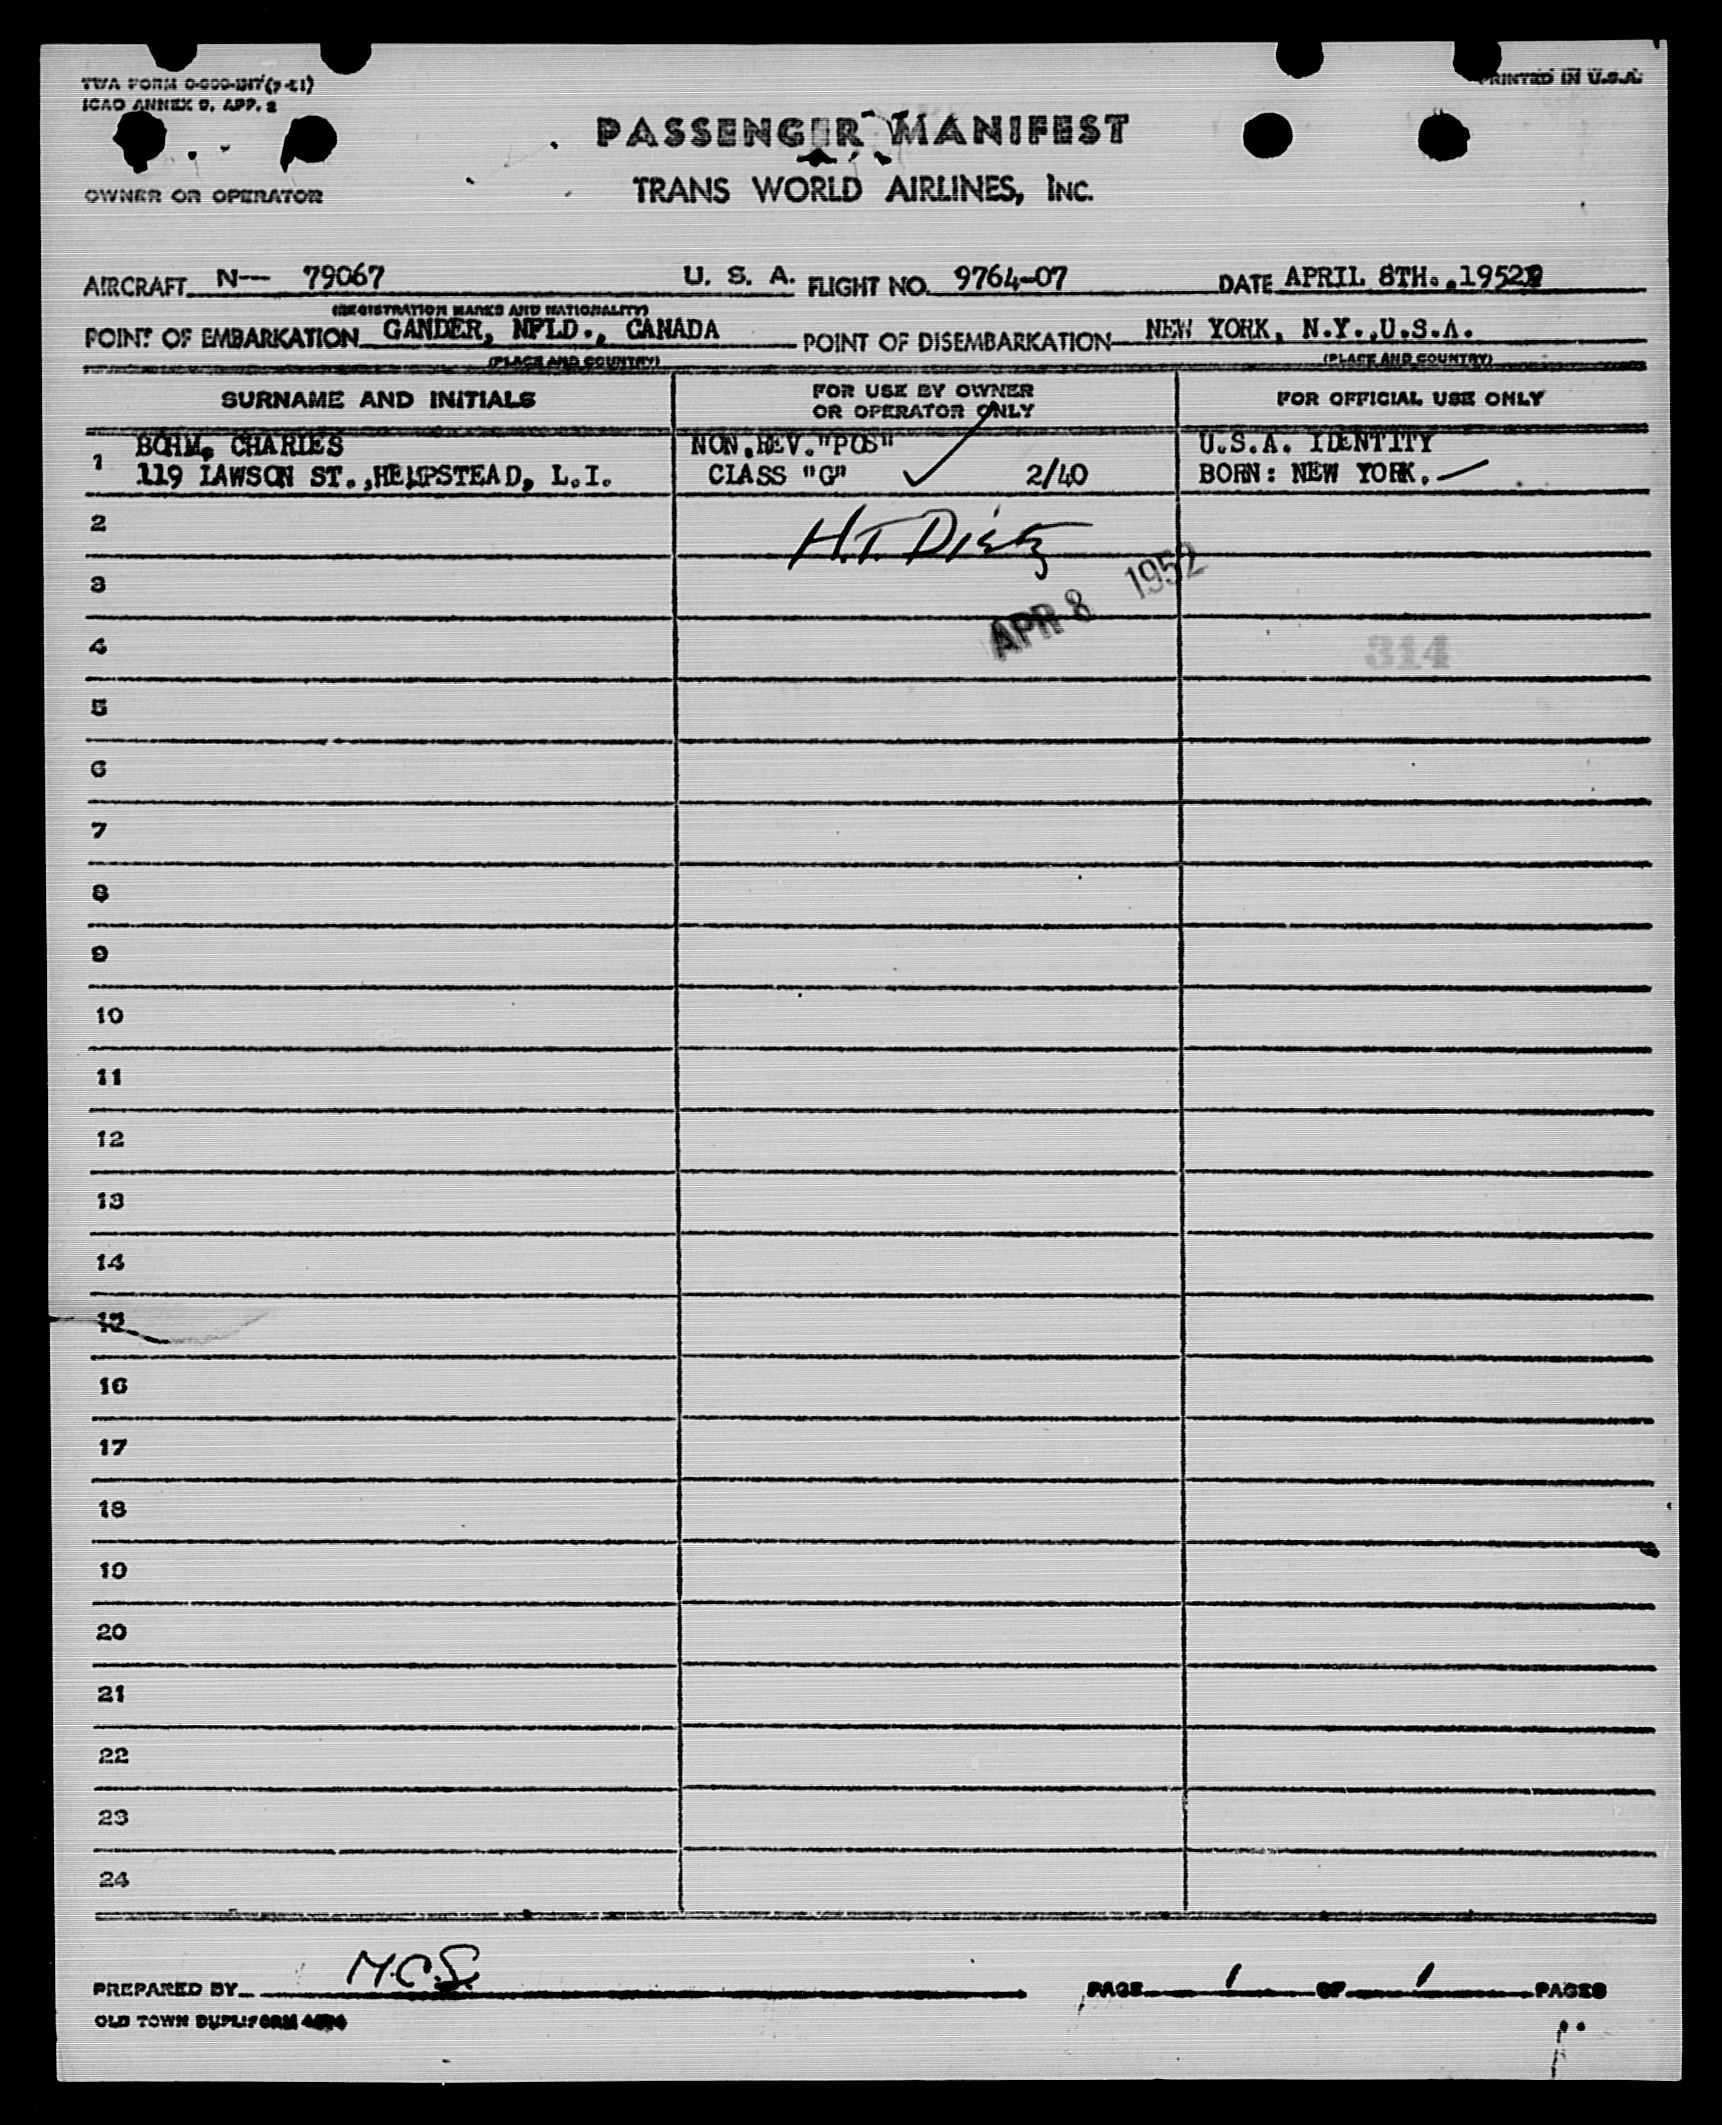 TWA FORM
ICAO ANNEX 9, APP. 2
PRINTED IN U.S.A.
PASSENGER MANIFEST
OWNER OR OPERATOR
TRANS WORLD AIRLINES, INC.
AIRCRAFT N-- 79067 U. S. A. FLIGHT NO. 9764-07 DATE APRIL 8TH.,1952
(REGISTRATION MARKS AND NATIONALITY)
POINT OF EMBARKATION GANDER, NFLD., CANADA POINT OF DISEMBARKATION NEW YORK, N.Y.,U.S.A.
(PLACE AND COUNTRY) (PLACE AND COUNTRY)
SURNAME AND INITIALS FOR USE BY OWNER OR OPERATOR ONLY FOR OFFICIAL USE ONLY
1 BOHM, CHARLES NON.REV."POS" U.S.A. IDENTITY
119 LAWSON ST.,HEMPSTEAD, L.I. CLASS "G" 2/40 BORN: NEW YORK.
2 H.T. Dietz
3 APR 8 1952
4 314
5
6
7
8
9
10
11
12
13
14
15
16
17
18
19
20
21
22
23
24
PREPARED BY M.C.S. PAGE 1 OF 1 PAGES
OLD TOWN DUPLIFORM